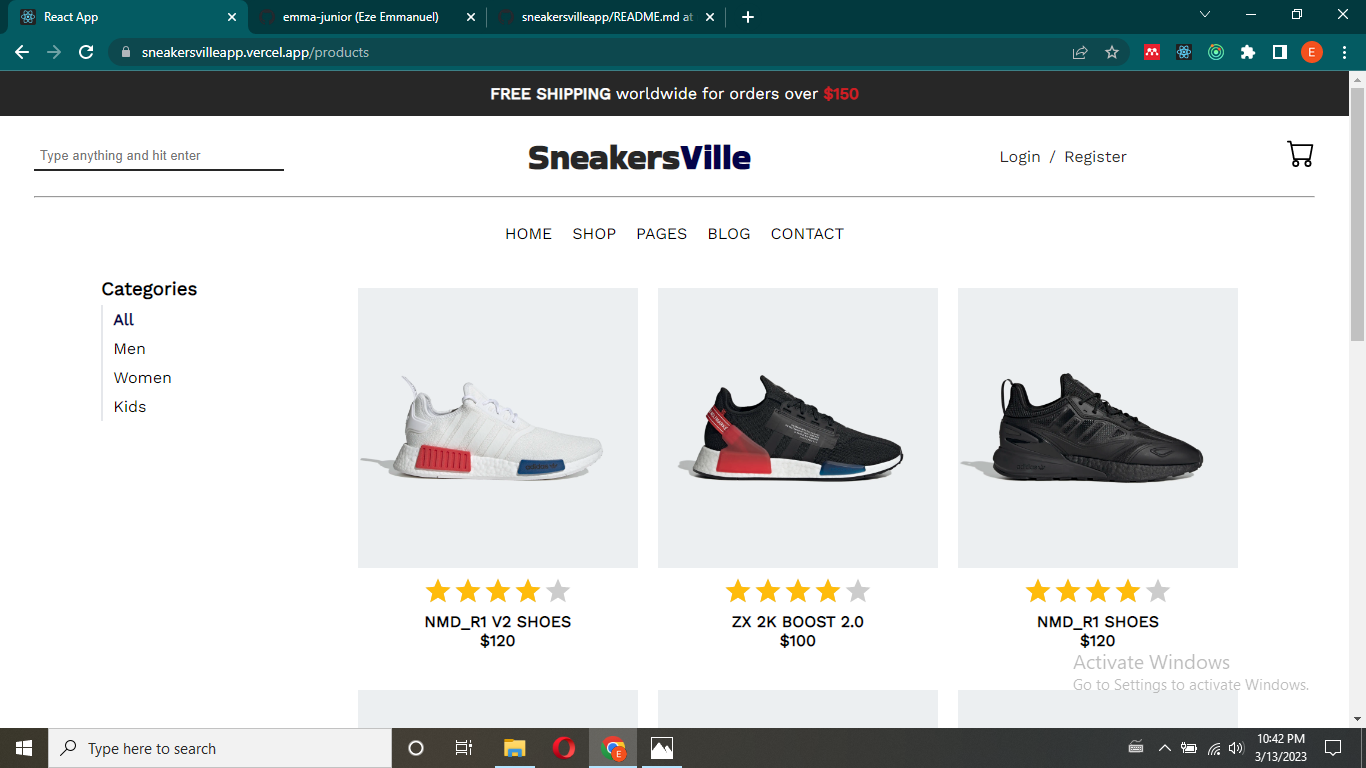 React App
emma-junior (Eze Emmanuel)
sneakersvilleapp/README.md at
sneakersvilleapp.vercel.app/products
E
FREE SHIPPING worldwide for orders over $150
Type anything and hit enter
SneakersVille
Login / Register
HOME SHOP PAGES BLOG CONTACT
Categories
All
Men
Women
Kids
NMD_R1 V2 SHOES
$120
ZX 2K BOOST 2.0
$100
NMD_R1 SHOES
$120
Activate Windows
Go to Settings to activate Windows.
Type here to search
E
10:42 PM
3/13/2023